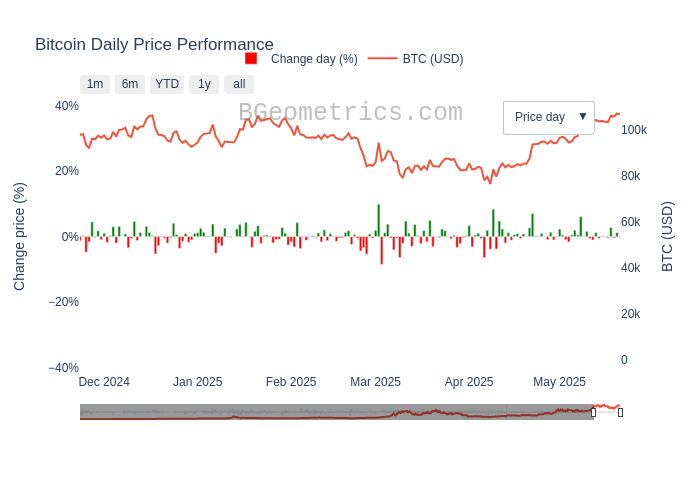 Bitcoin Daily Price Performance
Change day (%)
BTC (USD)
1m
6m
YTD
1y
all
BGeometrics.com
Price day ▼
40%
20%
0%
−20%
−40%
Change price (%)
100k
80k
60k
40k
20k
0
BTC (USD)
Dec 2024
Jan 2025
Feb 2025
Mar 2025
Apr 2025
May 2025